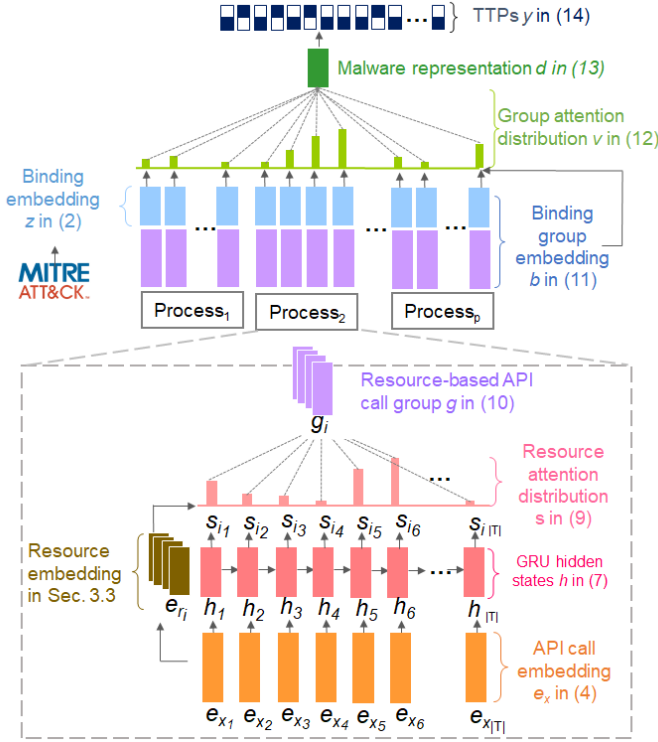 TTPs y in (14)
Malware representation d in (13)
Group attention
distribution v in (12)
Binding
embedding
z in (2)
MITRE
ATT&CK™
...
...
...
Binding
group
embedding
b in (11)
Process1
Process2
Processp
Resource-based API
call group g in (10)
gi
...
Resource
attention
distribution
s in (9)
si1 si2 si3 si4 si5 si6 si|T|
Resource
embedding
in Sec. 3.3
eri
...
GRU hidden
states h in (7)
h1 h2 h3 h4 h5 h6 h|T|
API call
embedding
ex in (4)
ex1 ex2 ex3 ex4 ex5 ex6 ex|T|